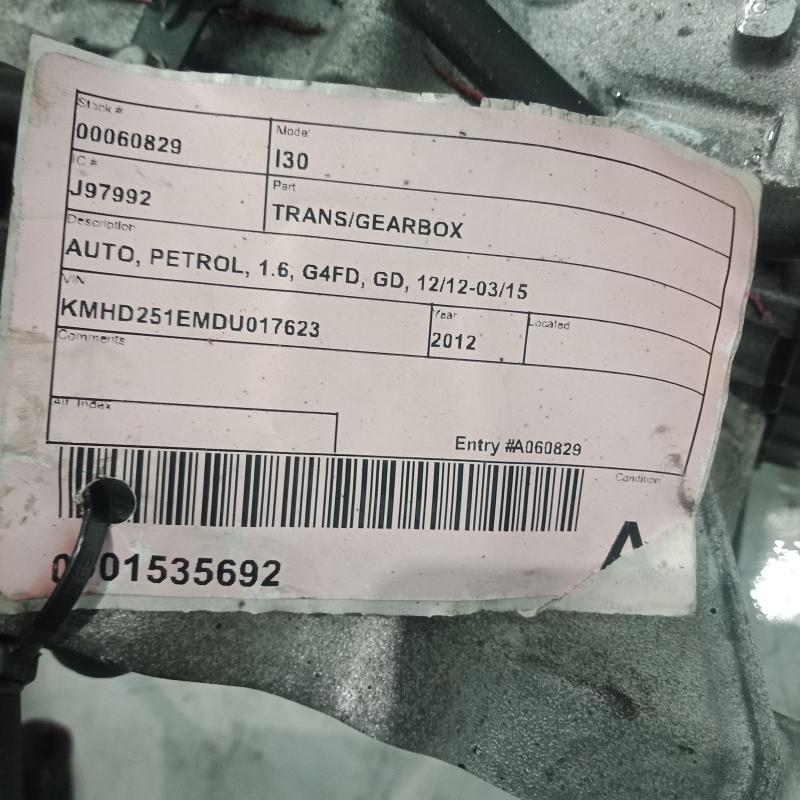 Stock #
00060829
Model
I30
IC #
J97992
Part
TRANS/GEARBOX
Description
AUTO, PETROL, 1.6, G4FD, GD, 12/12-03/15
VIN
KMHD251EMDU017623
Year
2012
Located
Comments
Alt Index
Entry #A060829
Condition
A
01535692